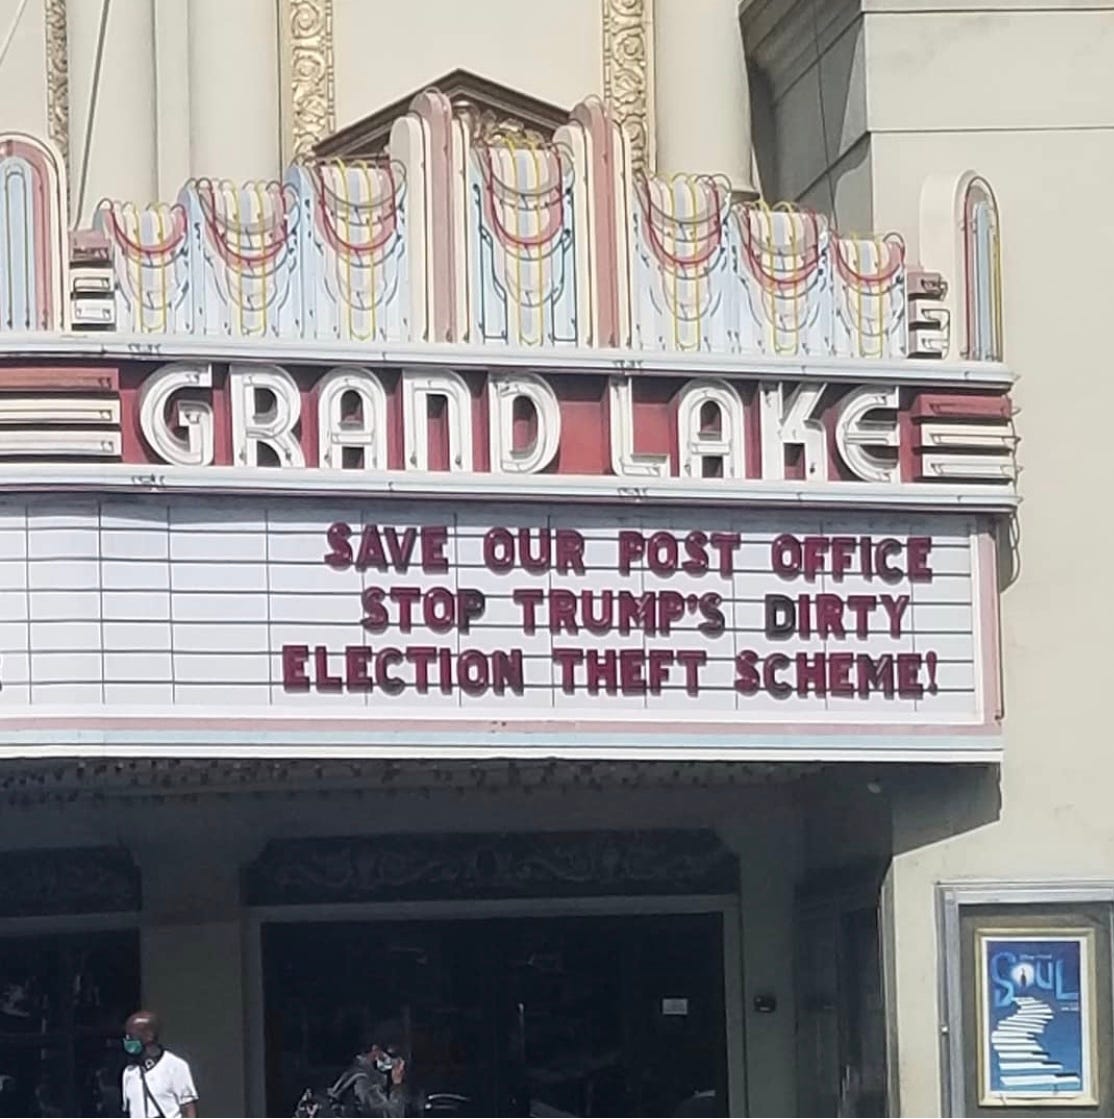 GRAND LAKE
SAVE OUR POST OFFICE
STOP TRUMP'S DIRTY
ELECTION THEFT SCHEME!
SOUL